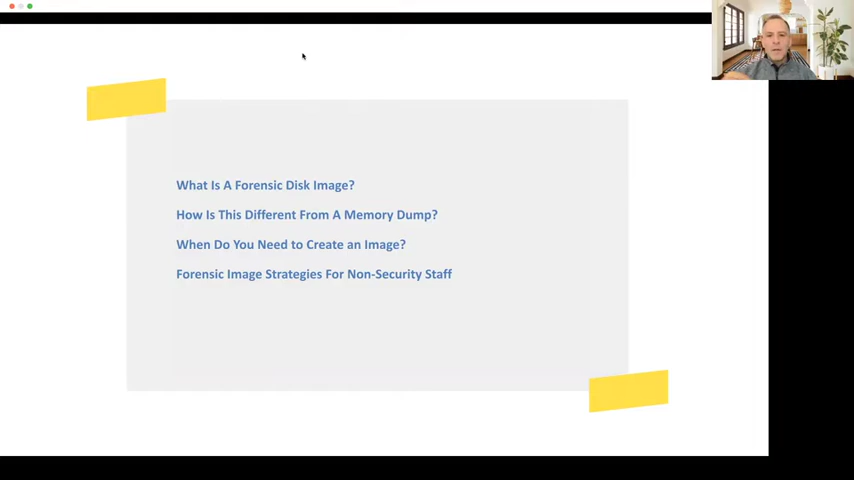 What Is A Forensic Disk Image?
How Is This Different From A Memory Dump?
When Do You Need to Create an Image?
Forensic Image Strategies For Non-Security Staff